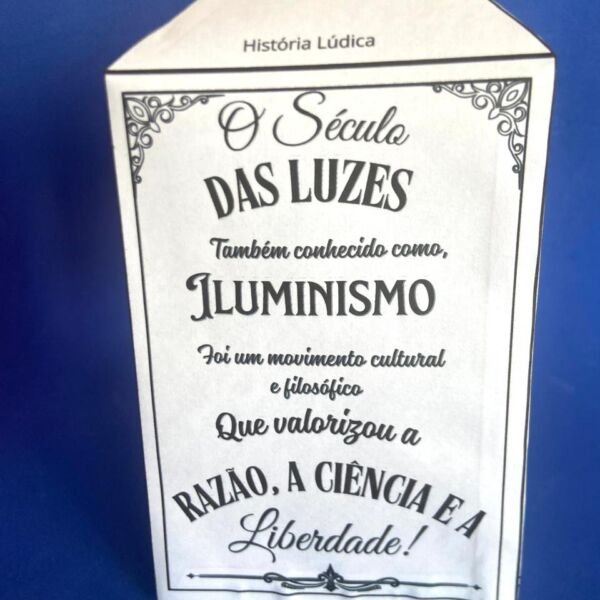 História Lúdica
O Século
DAS LUZES
Também conhecido como,
ILUMINISMO
Foi um movimento cultural
e filosófico
Que valorizou a
RAZÃO, A CIÊNCIA E A
Liberdade!